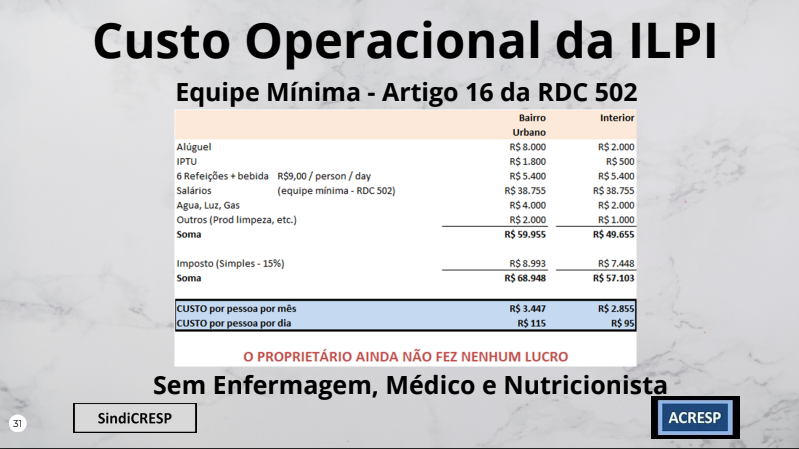 Custo Operacional da ILPI
Equipe Mínima - Artigo 16 da RDC 502
Bairro Interior
Urbano
Alúguel R$ 8.000 R$ 2.000
IPTU R$ 1.800 R$ 500
6 Refeições + bebida R$9,00 / person / day R$ 5.400 R$ 5.400
Salários (equipe mínima - RDC 502) R$ 38.755 R$ 38.755
Agua, Luz, Gas R$ 4.000 R$ 2.000
Outros (Prod limpeza, etc.) R$ 2.000 R$ 1.000
Soma R$ 59.955 R$ 49.655
Imposto (Simples - 15%) R$ 8.993 R$ 7.448
Soma R$ 68.948 R$ 57.103
CUSTO por pessoa por mês R$ 3.447 R$ 2.855
CUSTO por pessoa por dia R$ 115 R$ 95
O PROPRIETÁRIO AINDA NÃO FEZ NENHUM LUCRO
Sem Enfermagem, Médico e Nutricionista
31 SindiCRESP ACRESP